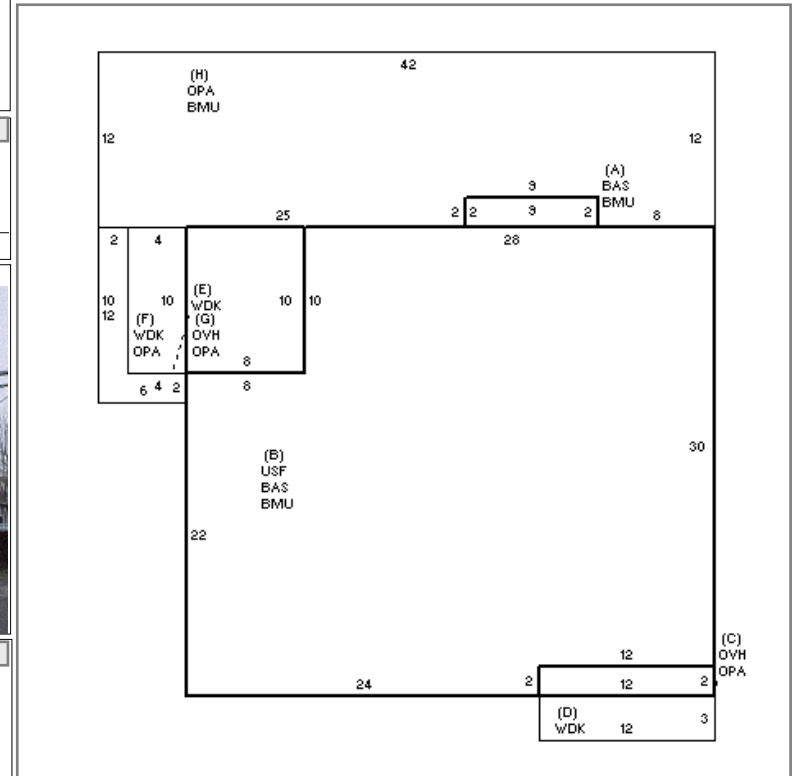 42
(H)
OPA
BMU
12
12
(A)
BAS
BMU
9
2 2 9 2
25
8
2 4
28
10
12
10
(F)
WDK
OPA
(E)
WDK
(G)
OVH
OPA
10 10
8
6 4 2
8
(B)
USF
BAS
BMU
30
22
(C)
OVH
OPA
12
2 12 2
24
(D)
WDK
12
3